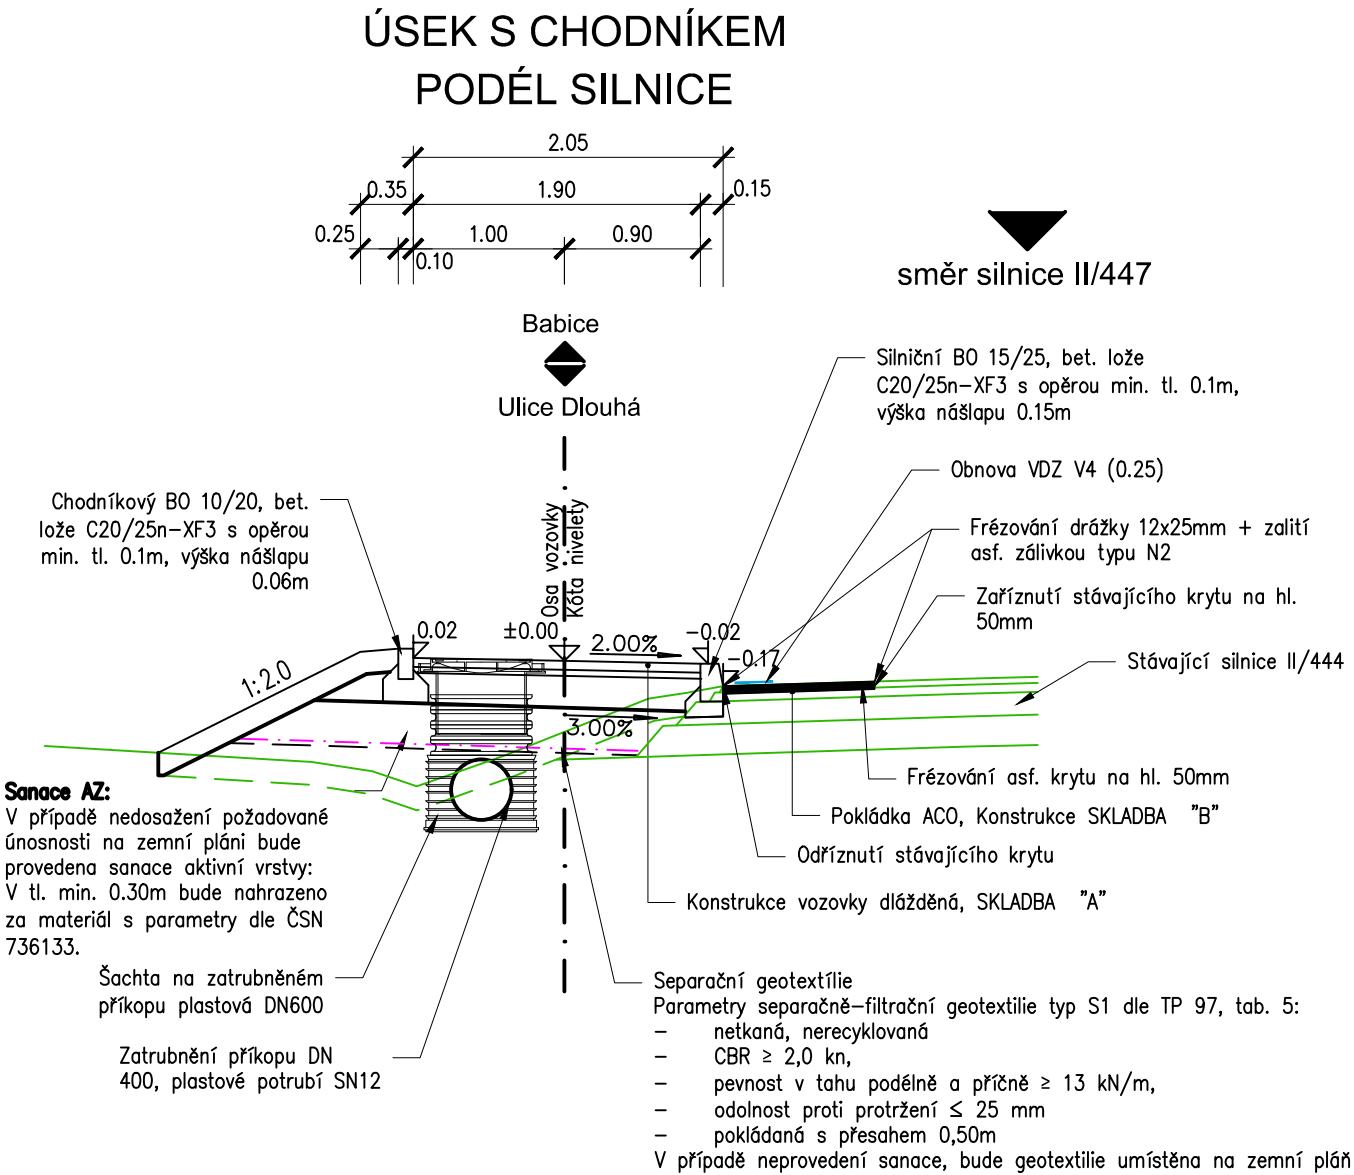 ÚSEK S CHODNÍKEM
PODÉL SILNICE
2.05
0.35
1.90
0.15
0.25
0.10
1.00
0.90
směr silnice II/447
Babice
Ulice Dlouhá
Silniční BO 15/25, bet. lože
C20/25n-XF3 s opěrou min. tl. 0.1m,
výška nášlapu 0.15m
Obnova VDZ V4 (0.25)
Chodníkový BO 10/20, bet.
lože C20/25n-XF3 s opěrou
min. tl. 0.1m, výška nášlapu
0.06m
Osa vozovky
Kóta nivelety
Frézování drážky 12x25mm + zalití
asf. zálivkou typu N2
Zaříznutí stávajícího krytu na hl.
50mm
0.02
±0.00
2.00%
-0.02
-0.17
Stávající silnice II/444
1:2.0
3.00%
Frézování asf. krytu na hl. 50mm
Pokládka ACO, Konstrukce SKLADBA "B"
Odříznutí stávajícího krytu
Konstrukce vozovky dlážděná, SKLADBA "A"
Sanace AZ:
V případě nedosažení požadované
únosnosti na zemní pláni bude
provedena sanace aktivní vrstvy:
V tl. min. 0.30m bude nahrazeno
za materiál s parametry dle ČSN
736133.
Šachta na zatrubněném
příkopu plastová DN600
Zatrubnění příkopu DN
400, plastové potrubí SN12
Separační geotextílie
Parametry separačně-filtrační geotextilie typ S1 dle TP 97, tab. 5:
- netkaná, nerecyklovaná
- CBR ≥ 2,0 kn,
- pevnost v tahu podélně a příčně ≥ 13 kN/m,
- odolnost proti protržení ≤ 25 mm
- pokládaná s přesahem 0,50m
V případě neprovedení sanace, bude geotextilie umístěna na zemní pláň